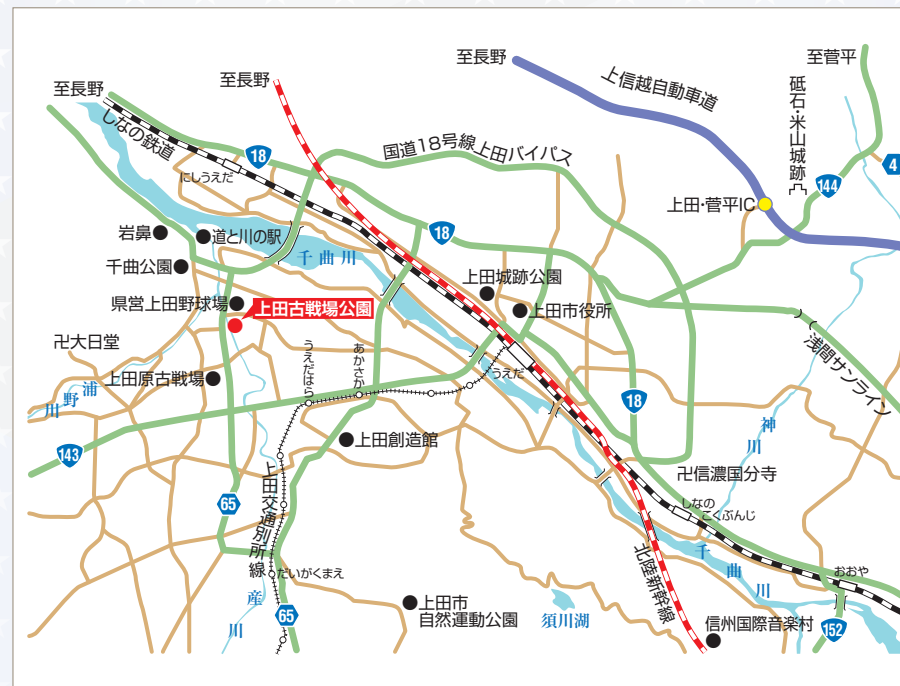 至長野
至長野
至長野
至菅平
上信越自動車道
砥石・米山城跡
しなの鉄道
18
国道18号線上田バイパス
4
144
にしうえだ
上田・菅平IC
岩鼻
道と川の駅
18
千曲川
千曲公園
上田城跡公園
県営上田野球場
上田古戦場公園
上田市役所
卍大日堂
うえだはら
あかさか
うえだ
浅間サンライン
上田原古戦場
浦野川
18
神川
143
上田創造館
卍信濃国分寺
65
上田交通別所線
しなの
こくぶんじ
北陸新幹線
千曲川
おおや
だいがくまえ
産川
65
上田市
自然運動公園
須川湖
信州国際音楽村
152